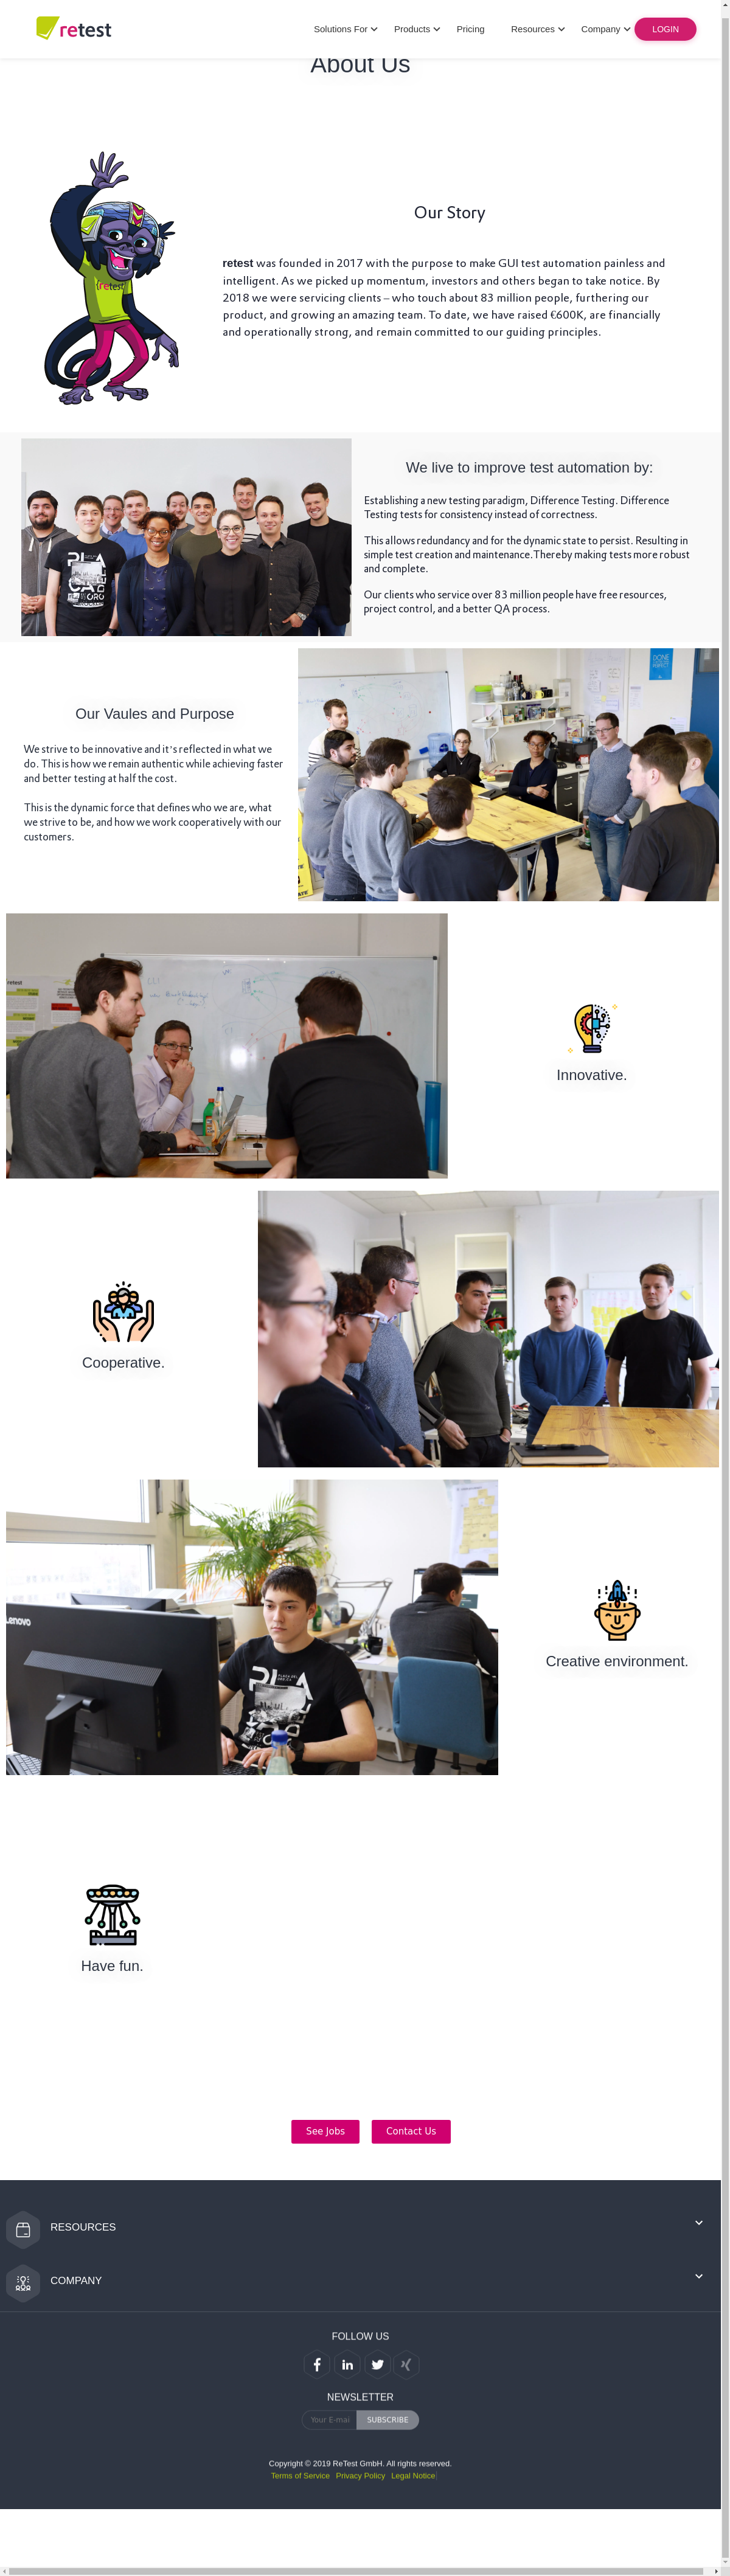 retest
Solutions For
Products
Pricing
Resources
Company
LOGIN
About Us
retest
Our Story
retest was founded in 2017 with the purpose to make GUI test automation painless and
intelligent. As we picked up momentum, investors and others began to take notice. By
2018 we were servicing clients – who touch about 83 million people, furthering our
product, and growing an amazing team. To date, we have raised €600K, are financially
and operationally strong, and remain committed to our guiding principles.
We live to improve test automation by:
Establishing a new testing paradigm, Difference Testing. Difference
Testing tests for consistency instead of correctness.
This allows redundancy and for the dynamic state to persist. Resulting in
simple test creation and maintenance.Thereby making tests more robust
and complete.
Our clients who service over 83 million people have free resources,
project control, and a better QA process.
Our Vaules and Purpose
We strive to be innovative and it's reflected in what we
do. This is how we remain authentic while achieving faster
and better testing at half the cost.
This is the dynamic force that defines who we are, what
we strive to be, and how we work cooperatively with our
customers.
DONE
retest
Innovative.
Cooperative.
Lenovo
Creative environment.
Have fun.
See Jobs
Contact Us
RESOURCES
COMPANY
FOLLOW US
NEWSLETTER
Your E-mai
SUBSCRIBE
Copyright © 2019 ReTest GmbH. All rights reserved.
Terms of Service Privacy Policy Legal Notice